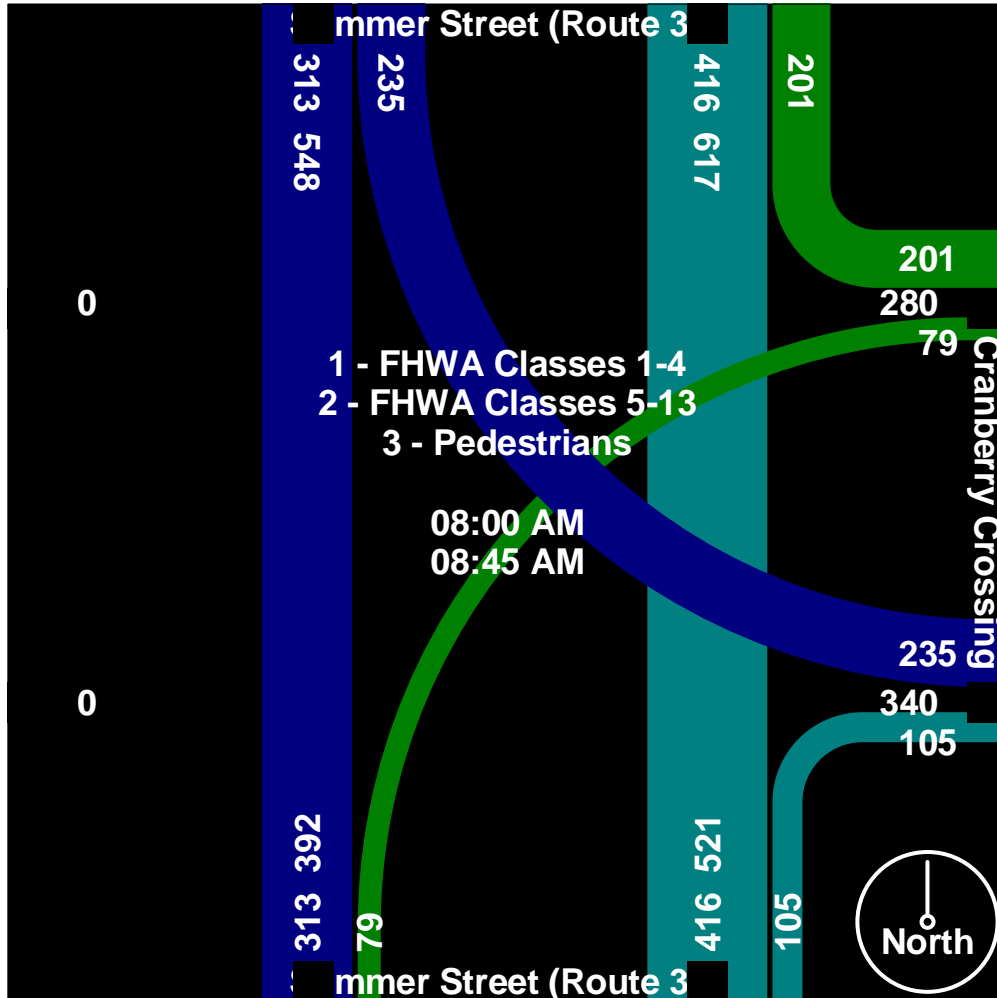 mmer Street (Route 3
313 548
235
416 617
201
201
0
280
79
1 - FHWA Classes 1-4
2 - FHWA Classes 5-13
3 - Pedestrians
Cranberry Crossing
08:00 AM
08:45 AM
235
0
340
105
313 392
79
416 521
105
North
mmer Street (Route 3